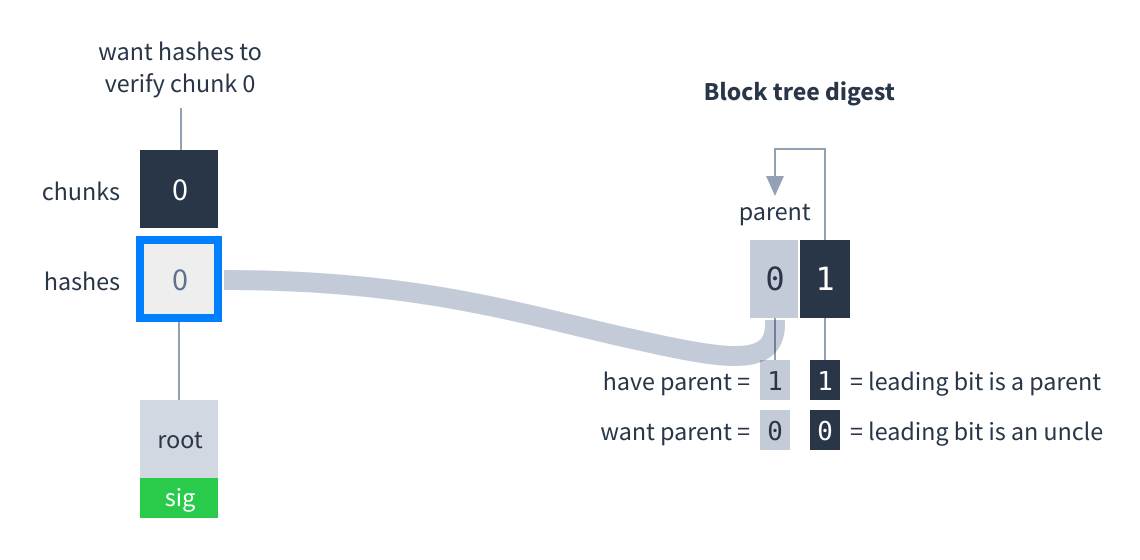 want hashes to
verify chunk 0
Block tree digest
chunks 0
parent
hashes 0
0 1
have parent = 1 1 = leading bit is a parent
want parent = 0 0 = leading bit is an uncle
root
sig